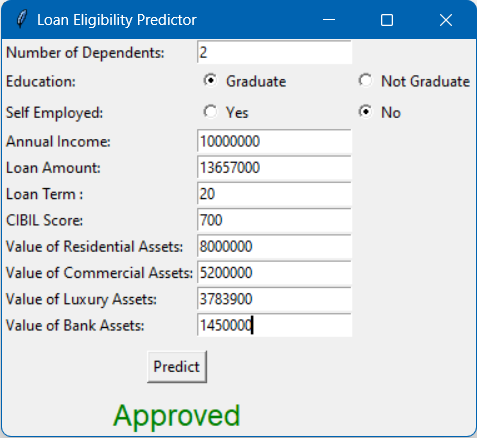 Loan Eligibility Predictor
Number of Dependents: 2
Education: Graduate Not Graduate
Self Employed: Yes No
Annual Income: 10000000
Loan Amount: 13657000
Loan Term : 20
CIBIL Score: 700
Value of Residential Assets: 8000000
Value of Commercial Assets: 5200000
Value of Luxury Assets: 3783900
Value of Bank Assets: 1450000
Predict
Approved